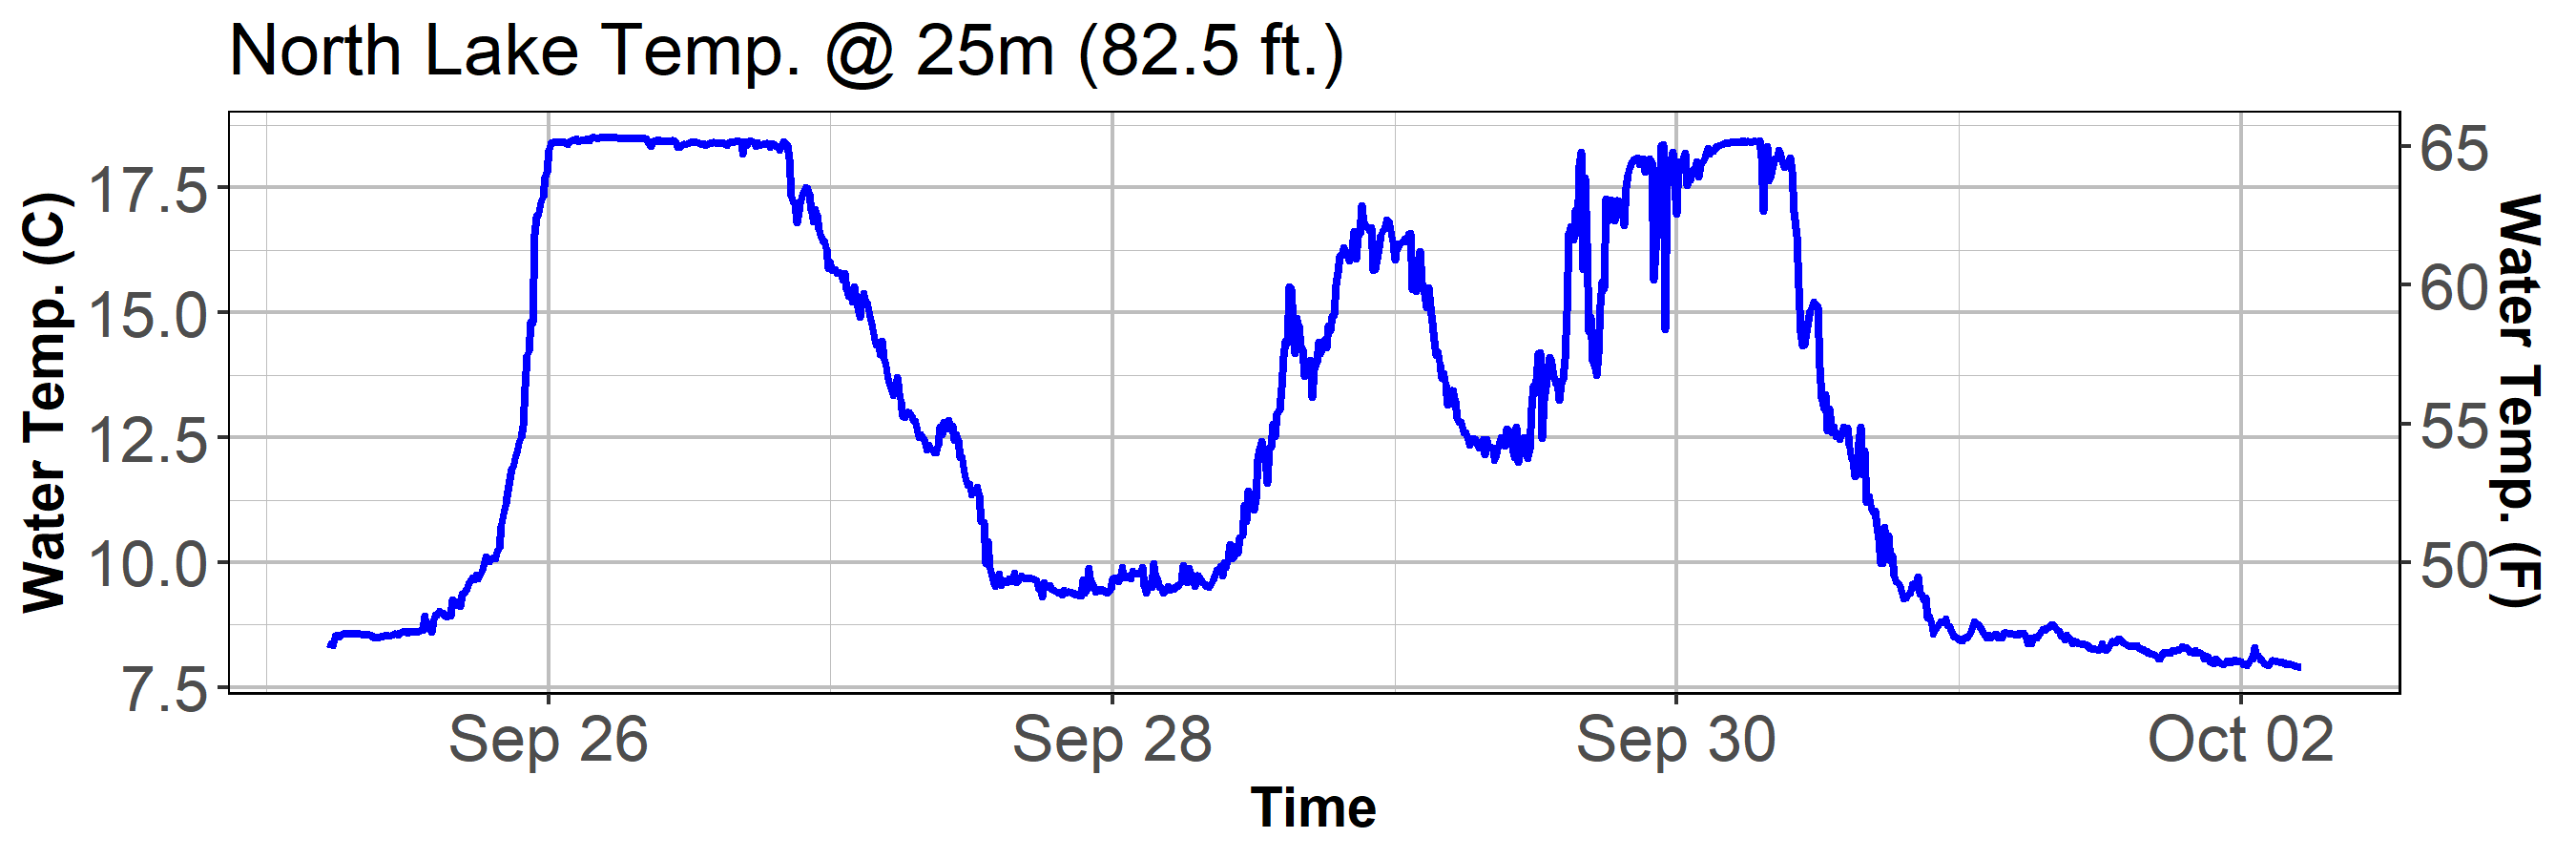 North Lake Temp. @ 25m (82.5 ft.)
Water Temp. (C)
17.5
15.0
12.5
10.0
7.5
65
60
55
50
Water Temp. (F)
Sep 26 Sep 28 Sep 30 Oct 02
Time